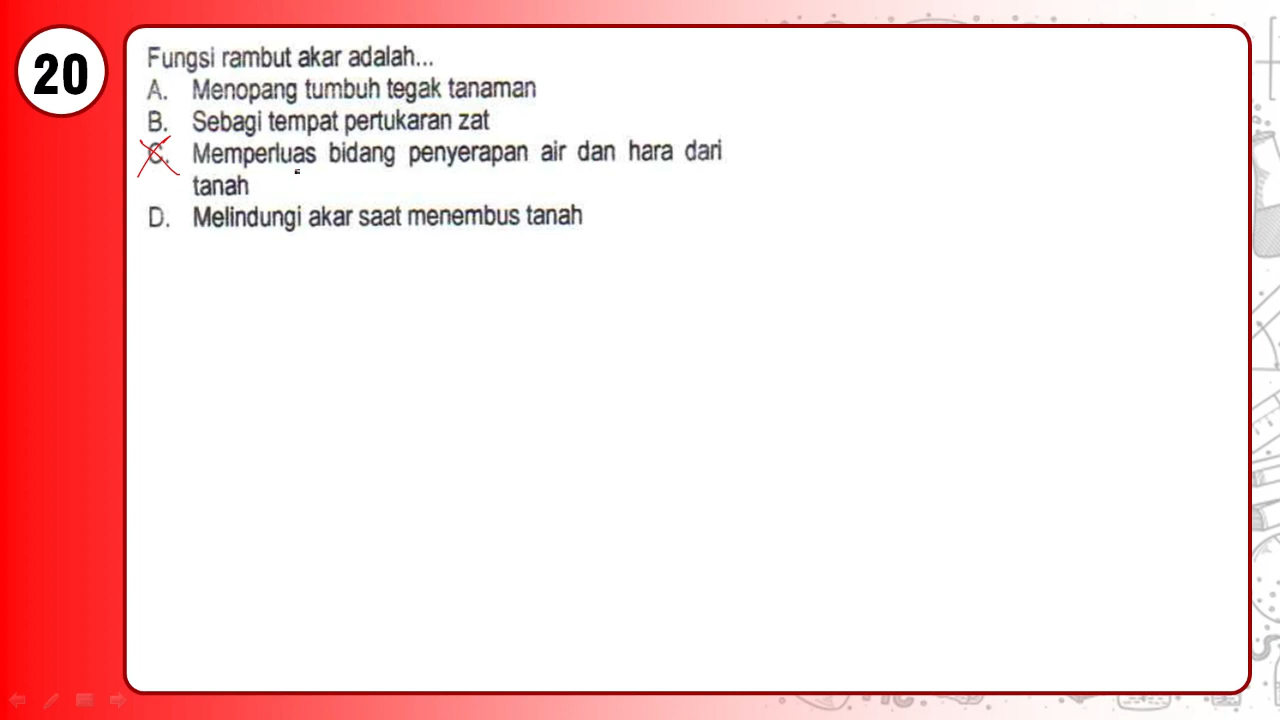 20
Fungsi rambut akar adalah...
A. Menopang tumbuh tegak tanaman
B. Sebagi tempat pertukaran zat
C. Memperluas bidang penyerapan air dan hara dari
tanah
D. Melindungi akar saat menembus tanah